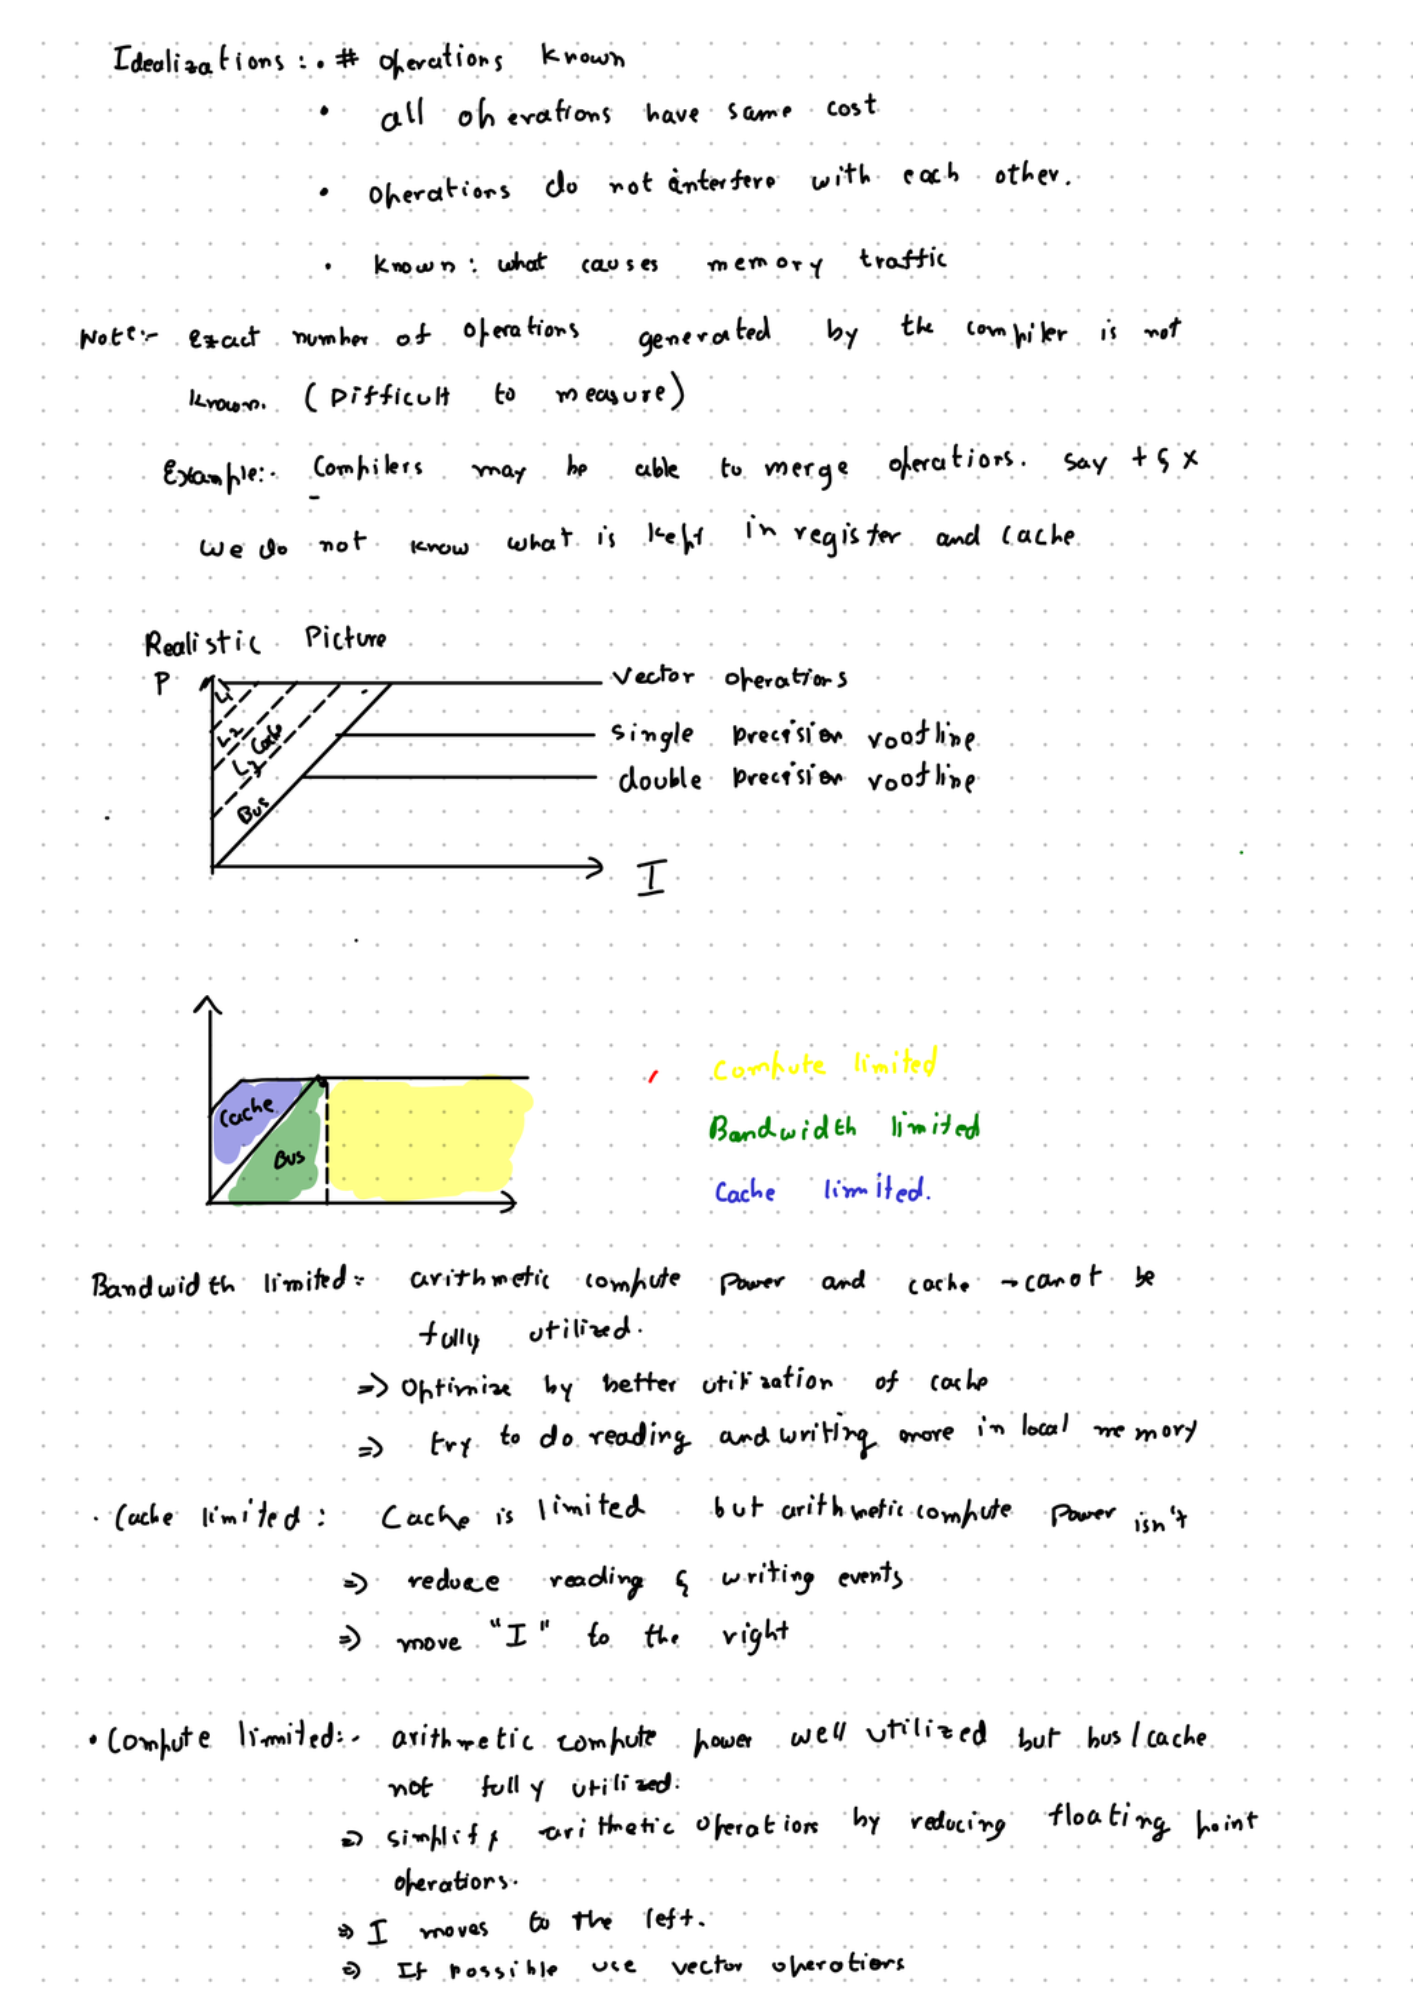 Idealizations : • # operations known
• all operations have same cost
• operations do not interfere with each other.
• known : what causes memory traffic
Note:- Exact number of operations generated by the compiler is not
known. (Difficult to measure)
Example:- Compilers may be able to merge operations. say + & x
we do not know what is kept in register and cache
Realistic Picture
P
L1
L2
L3
Cache
Bus
vector operations
single precision roofline
double precision roofline
I
Cache
Bus
Compute limited
Bandwidth limited
Cache limited.
Bandwidth limited:- arithmetic compute power and cache → canot be
fully utilized.
=> Optimize by better utilization of cache
=> try to do reading and writing more in local memory
• Cache limited : Cache is limited but arithmetic compute power isn't
=> reduce reading & writing events
=> move "I" to the right
• Compute limited:- arithmetic compute power well utilized but bus/cache
not fully utilized.
=> simplify arithmetic operation by reducing floating point
operations.
=> I moves to the left.
=> If possible use vector operations